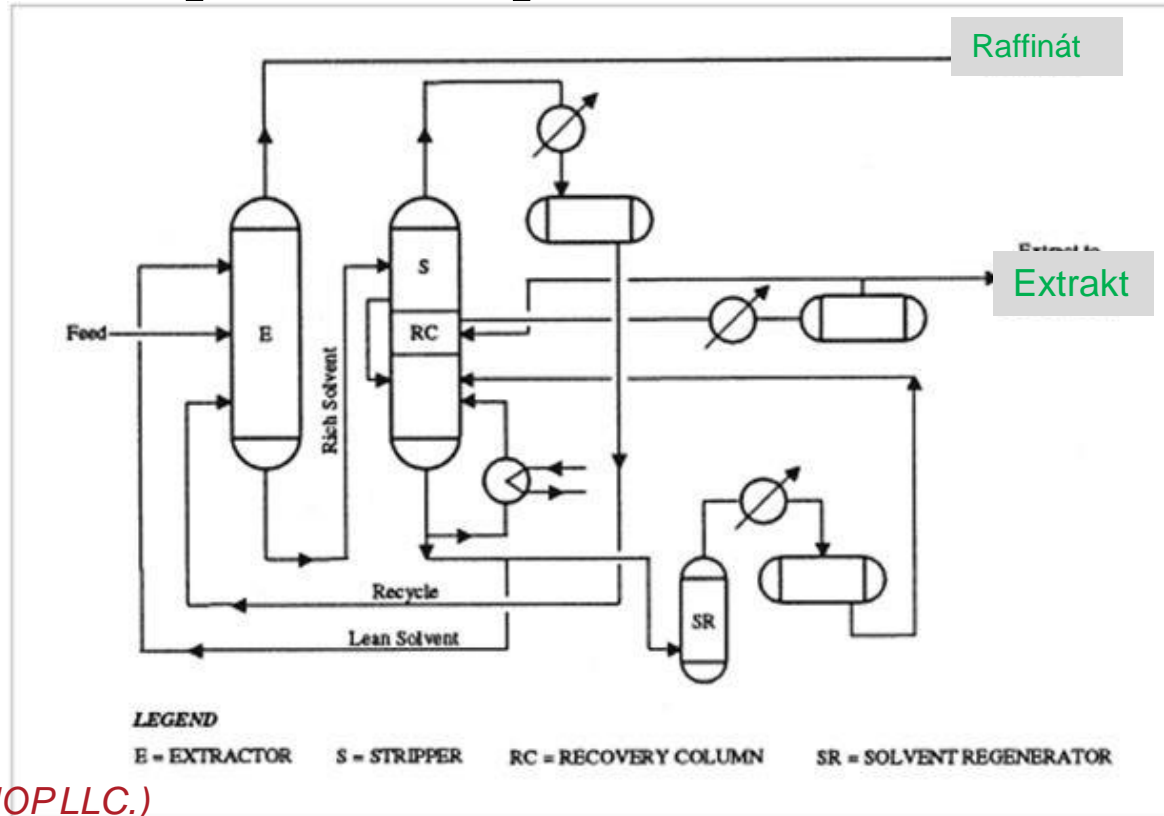 Raffinát
Extrakt
S
Feed
E
RC
Rich Solvent
Recycle
Lean Solvent
SR
LEGEND
E = EXTRACTOR S = STRIPPER RC = RECOVERY COLUMN SR = SOLVENT REGENERATOR
OP LLC.)